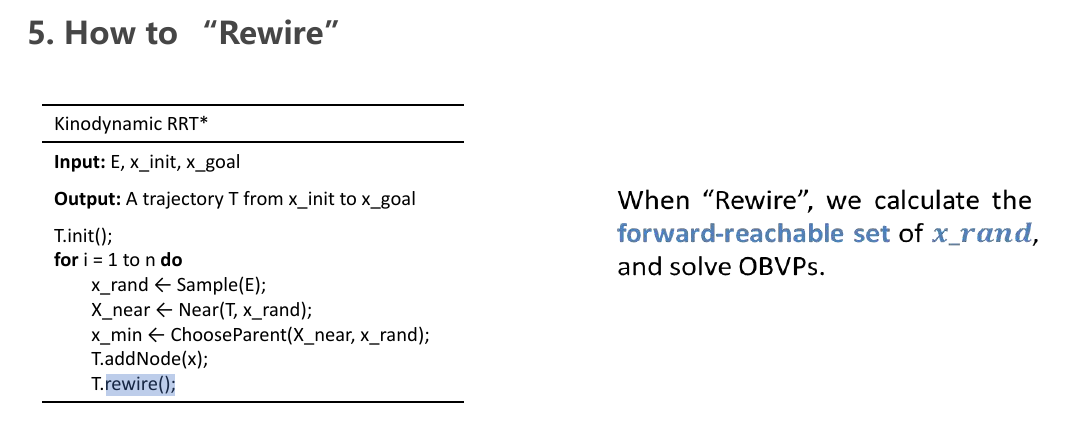 5. How to “Rewire”
Kinodynamic RRT*
Input: E, x_init, x_goal
Output: A trajectory T from x_init to x_goal
T.init();
for i = 1 to n do
x_rand ← Sample(E);
X_near ← Near(T, x_rand);
x_min ← ChooseParent(X_near, x_rand);
T.addNode(x);
T.rewire();
When “Rewire”, we calculate the
forward-reachable set of x_rand,
and solve OBVPs.